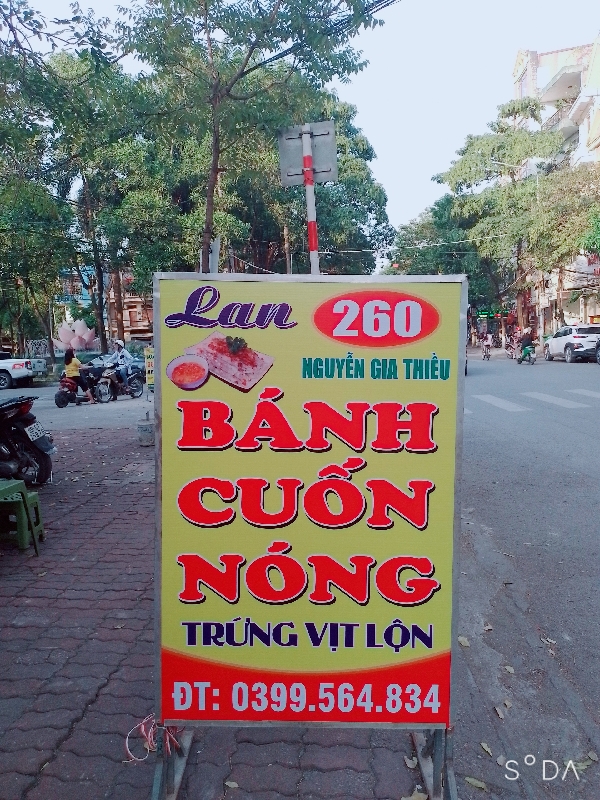 Lan 260
NGUYỄN GIA THIỀU
BÁNH
CUỐN
NÓNG
TRỨNG VỊT LỘN
ĐT: 0399.564.834
SODA